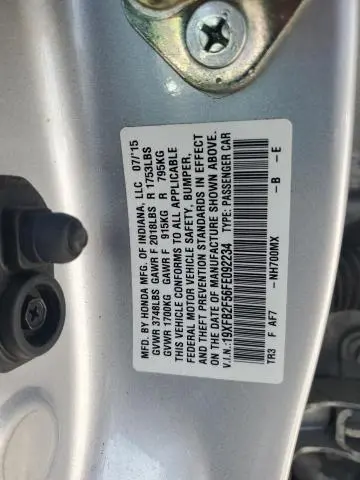 MFD. BY HONDA MFG. OF INDIANA, LLC 07/'15
GVWR 3748LBS GAWR F 2018LBS R 1753LBS
GVWR 1700KG GAWR F 915KG R 795KG
THIS VEHICLE CONFORMS TO ALL APPLICABLE
FEDERAL MOTOR VEHICLE SAFETY, BUMPER,
AND THEFT PREVENTION STANDARDS IN EFFECT
ON THE DATE OF MANUFACTURE SHOWN ABOVE.
V.I.N.: 19XFB2F56FE092234 TYPE: PASSENGER CAR
TR3 F AF7 - NH700MX - B - E